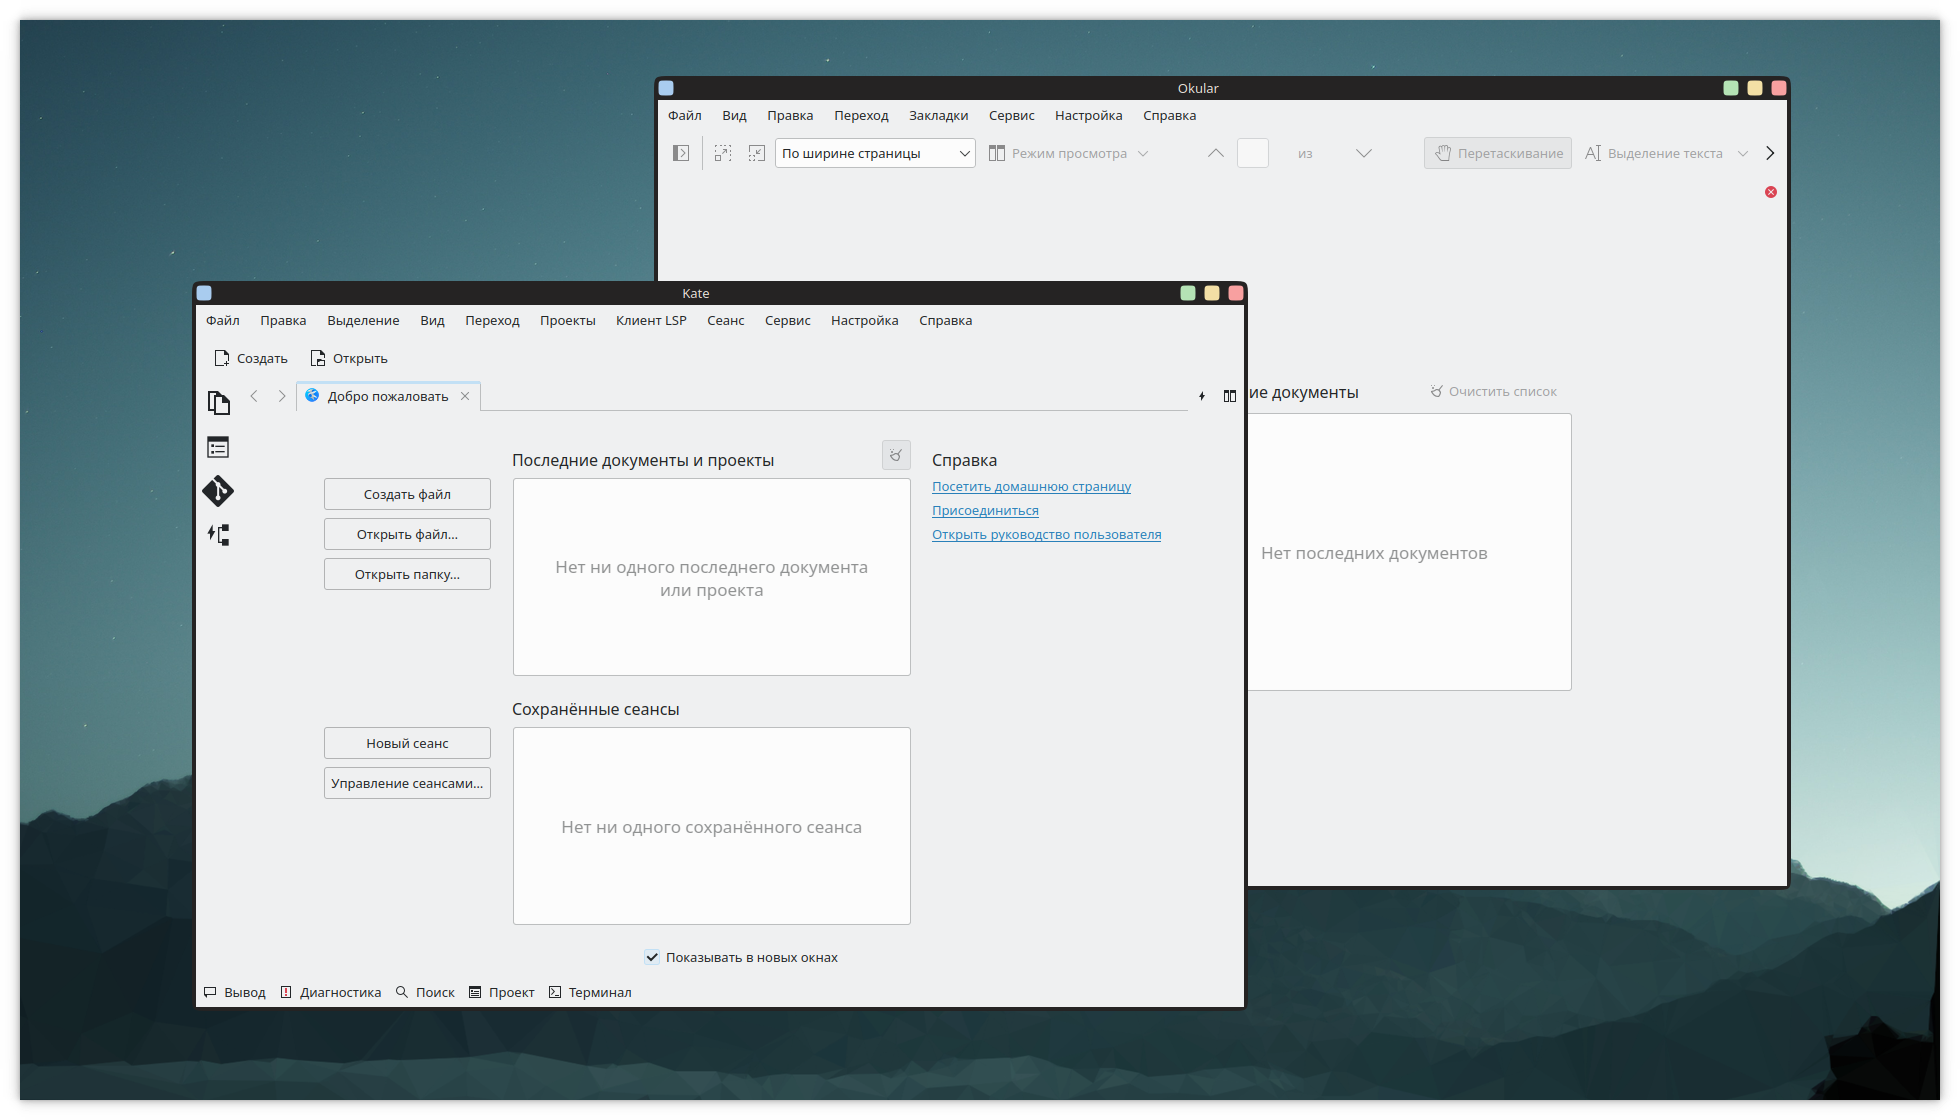 Okular
Файл Вид Правка Переход Закладки Сервис Настройка Справка
По ширине страницы Режим просмотра из Перетаскивание Выделение текста
ие документы Очистить список
Нет последних документов
Kate
Файл Правка Выделение Вид Переход Проекты Клиент LSP Сеанс Сервис Настройка Справка
Создать Открыть
Добро пожаловать
Последние документы и проекты
Создать файл
Открыть файл...
Открыть папку...
Нет ни одного последнего документа
или проекта
Справка
Посетить домашнюю страницу
Присоединиться
Открыть руководство пользователя
Сохранённые сеансы
Новый сеанс
Управление сеансами...
Нет ни одного сохранённого сеанса
Показывать в новых окнах
Вывод Диагностика Поиск Проект Терминал